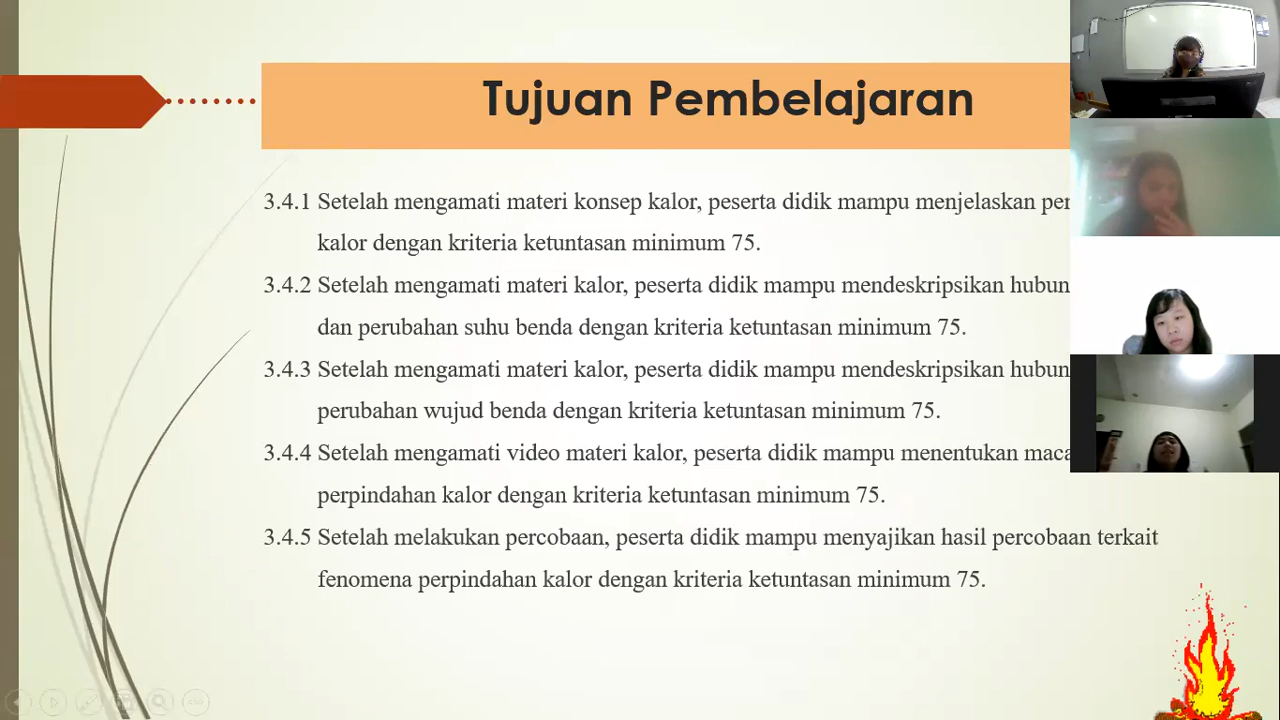 Tujuan Pembelajaran
3.4.1 Setelah mengamati materi konsep kalor, peserta didik mampu menjelaskan
kalor dengan kriteria ketuntasan minimum 75.
3.4.2 Setelah mengamati materi kalor, peserta didik mampu mendeskripsikan
dan perubahan suhu benda dengan kriteria ketuntasan minimum 75.
3.4.3 Setelah mengamati materi kalor, peserta didik mampu mendeskripsikan
perubahan wujud benda dengan kriteria ketuntasan minimum 75.
3.4.4 Setelah mengamati video materi kalor, peserta didik mampu menentukan
perpindahan kalor dengan kriteria ketuntasan minimum 75.
3.4.5 Setelah melakukan percobaan, peserta didik mampu menyajikan hasil percobaan terkait
fenomena perpindahan kalor dengan kriteria ketuntasan minimum 75.